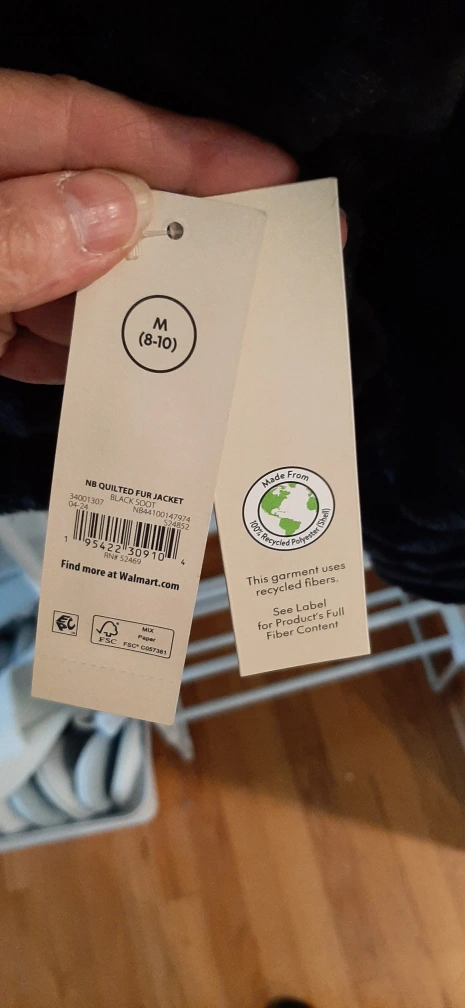 M
(8-10)
NB QUILTED FUR JACKET
34001307 BLACK SOOT
04-24 NB44100147974
524852
1 95422 30910 4
RN# 52469
Find more at Walmart.com
FSC
MIX
Paper
FSC® C057361
Made From
100% Recycled Polyester (Shell)
This garment uses
recycled fibers.
See Label
for Product's Full
Fiber Content